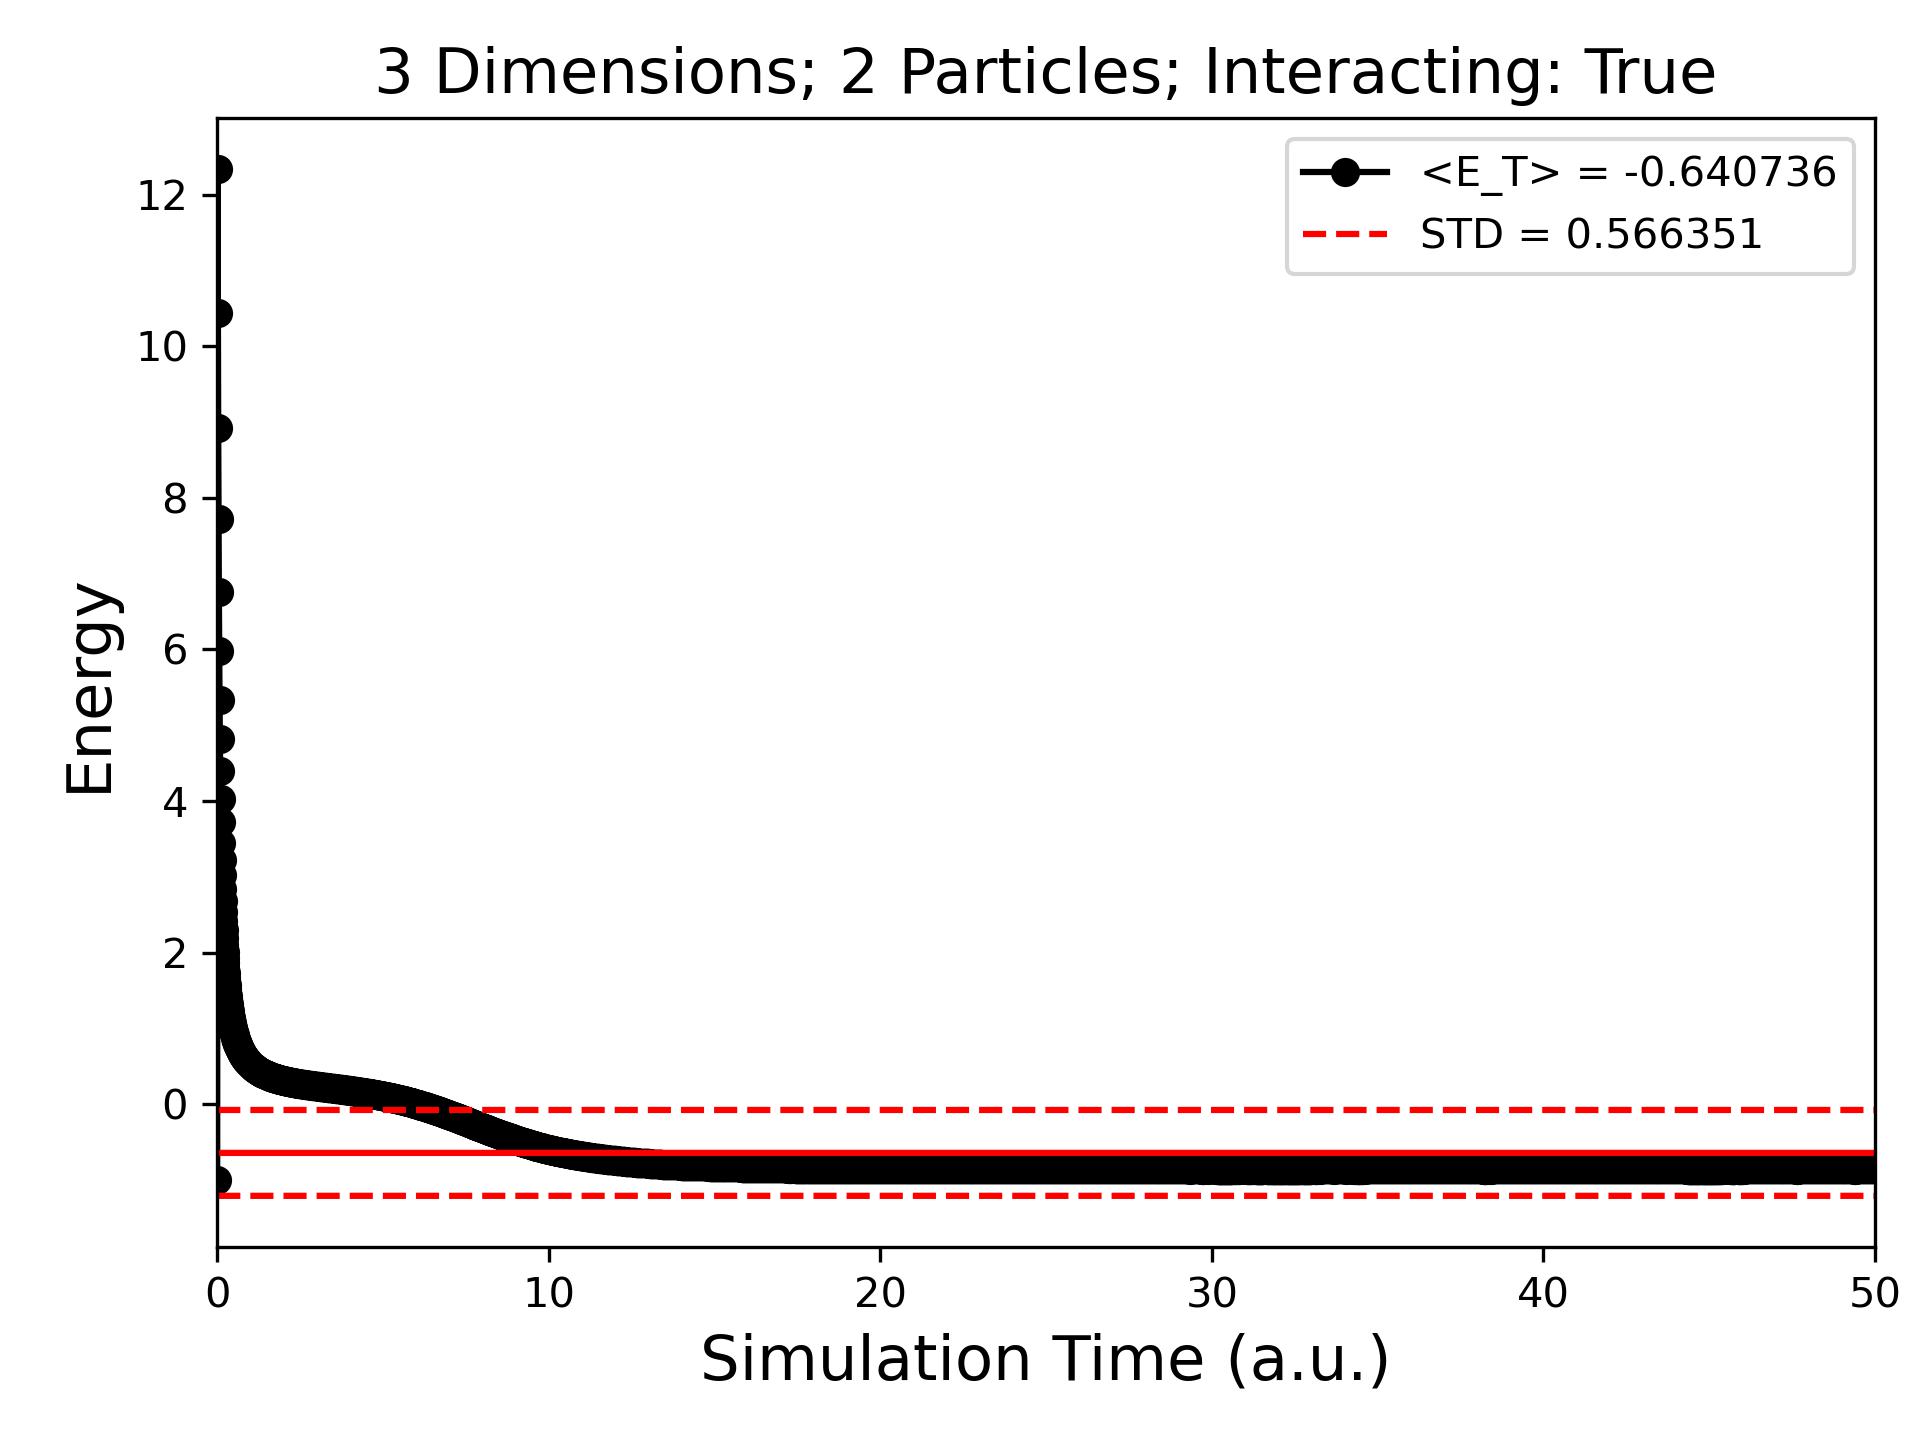 3 Dimensions; 2 Particles; Interacting: True
<E_T> = -0.640736
STD = 0.566351
12
10
8
6
4
2
0
Energy
0 10 20 30 40 50
Simulation Time (a.u.)